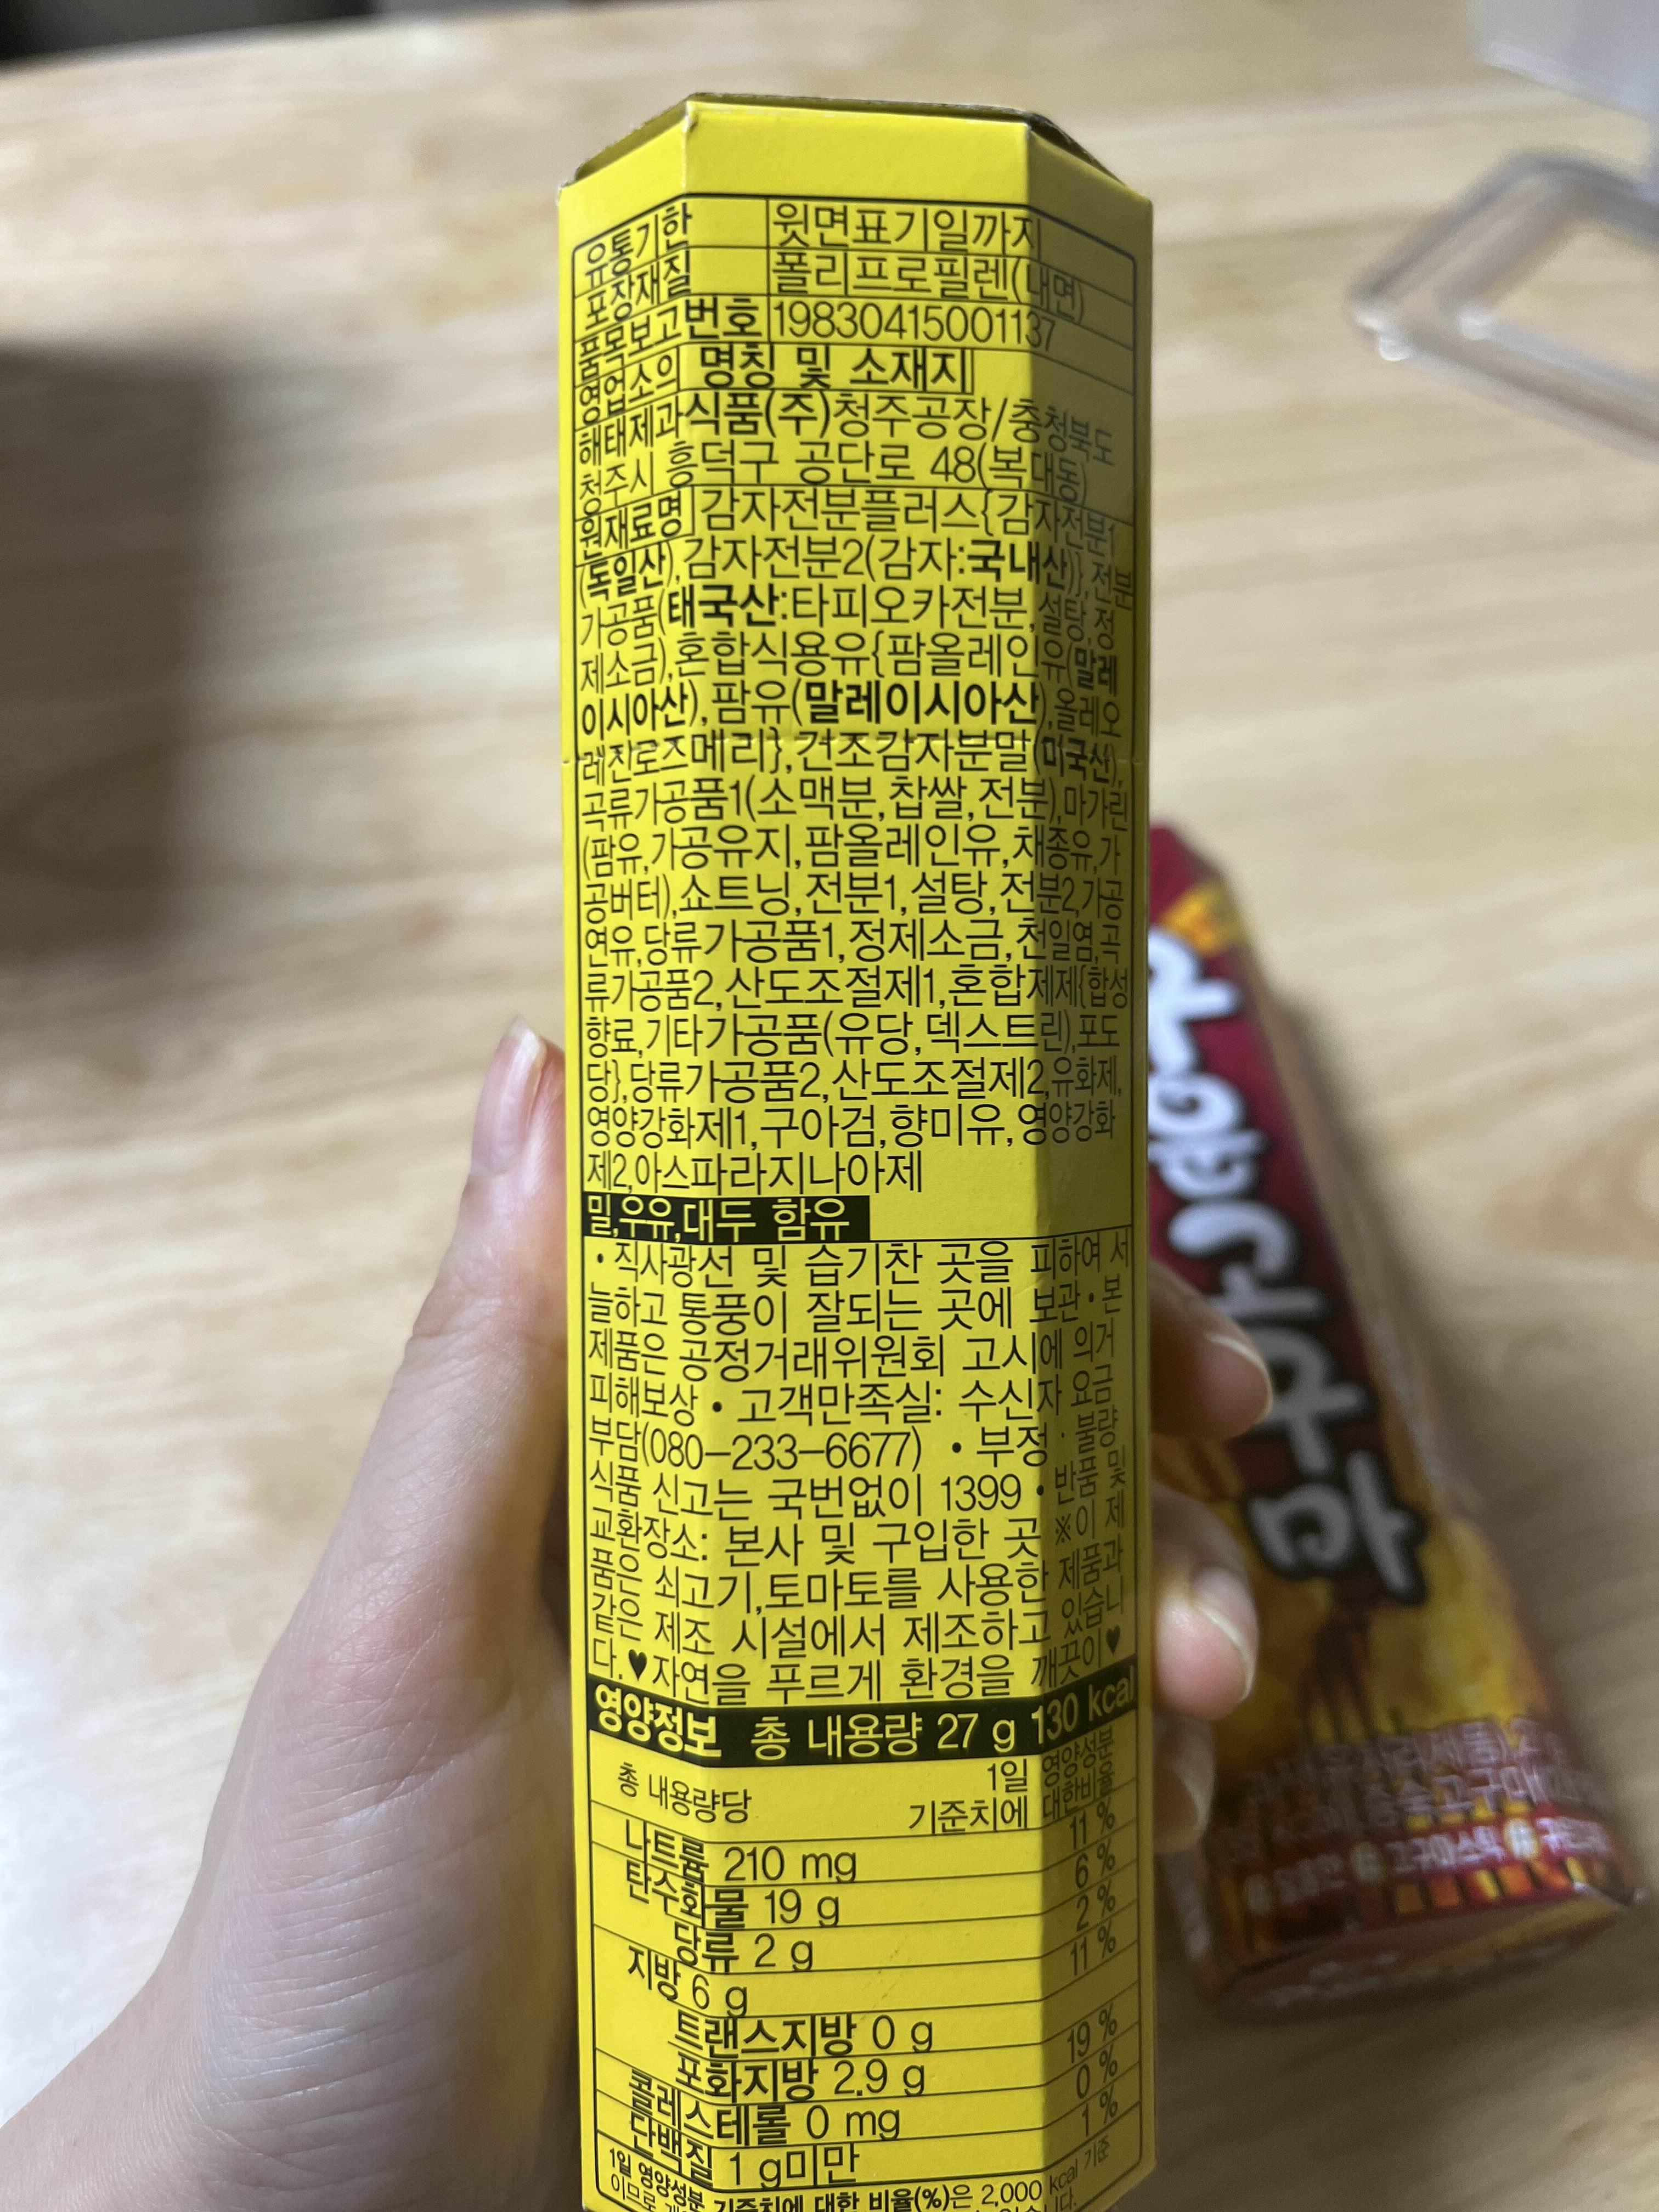 유통기한 윗면표기일까지
포장재질 폴리프로필렌(내면)
품목보고번호 19830415001137
영업소의 명칭 및 소재지
해태제과식품(주)청주공장/충청북도
청주시 흥덕구 공단로 48(복대동)
원재료명 감자전분플러스{감자전분1
(독일산),감자전분2(감자:국내산)},전분
가공품(태국산:타피오카전분,설탕,정
제소금),혼합식용유{팜올레인유(말레
이시아산),팜유(말레이시아산),올레오
레진로즈메리},건조감자분말(미국산),
곡류가공품1(소맥분,찹쌀,전분),마가린
(팜유,가공유지,팜올레인유,채종유,가
공버터),쇼트닝,전분1,설탕,전분2,가공
연유,당류가공품1,정제소금,천일염,곡
류가공품2,산도조절제1,혼합제제{합성
향료,기타가공품(유당,덱스트린),포도
당},당류가공품2,산도조절제2,유화제,
영양강화제1,구아검,향미유,영양강화
제2,아스파라지나아제
밀,우유,대두 함유
• 직사광선 및 습기찬 곳을 피하여 서
늘하고 통풍이 잘되는 곳에 보관 • 본
제품은 공정거래위원회 고시에 의거
피해보상 • 고객만족실: 수신자 요금
부담(080-233-6677) • 부정 · 불량
식품 신고는 국번없이 1399 • 반품 및
교환장소: 본사 및 구입한 곳 ※이 제
품은 쇠고기,토마토를 사용한 제품과
같은 제조 시설에서 제조하고 있습니
다.♥자연을 푸르게 환경을 깨끗이♥
영양정보 총 내용량 27 g 130 kcal
총 내용량당 1일 영양성분
기준치에 대한비율
나트륨 210 mg 11 %
탄수화물 19 g 6 %
당류 2 g 2 %
지방 6 g 11 %
트랜스지방 0 g
포화지방 2.9 g 19 %
콜레스테롤 0 mg 0 %
단백질 1 g미만 1 %
1일 영양성분 기준치에 대한 비율(%)은 2,000 kcal 기준
이므로
구운고구마